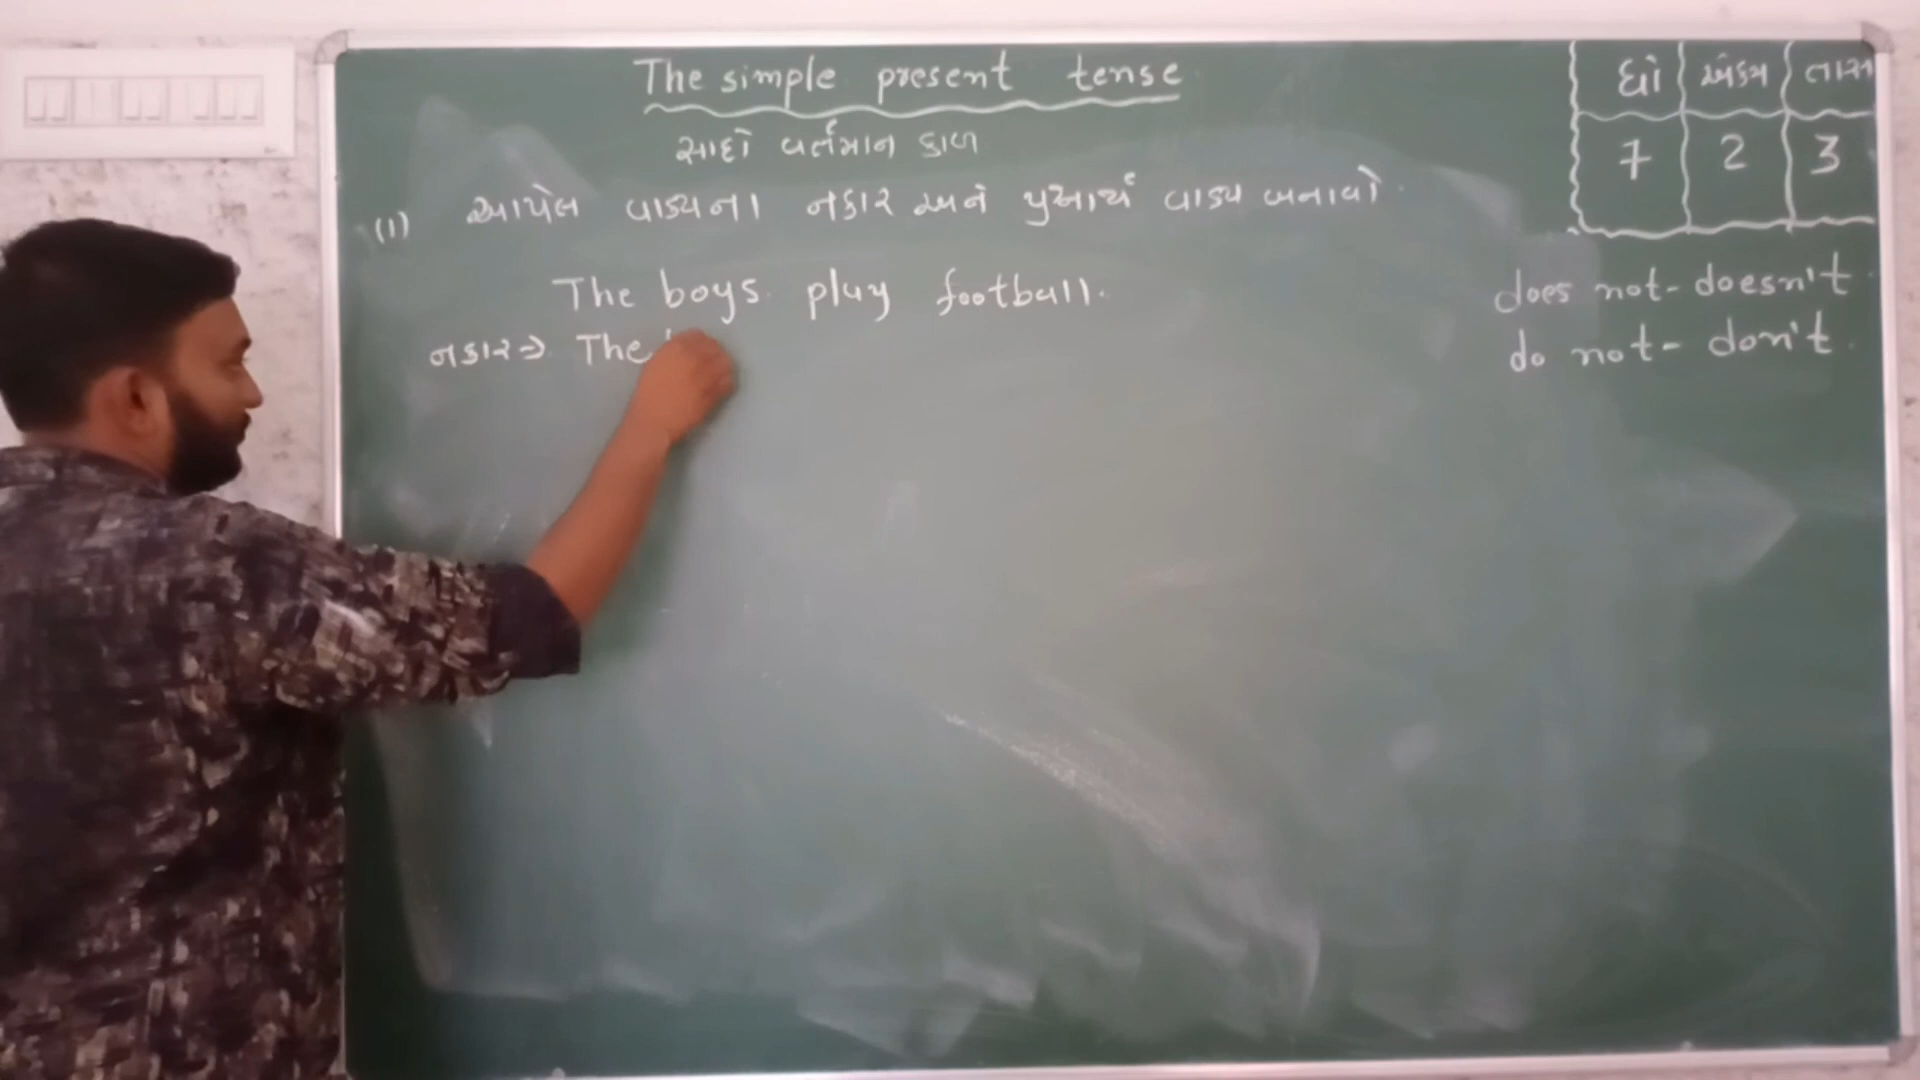 The simple present tense
સાદો વર્તમાન કાળ
ધો એકમ તાસ
7 2 3
(1) આપેલ વાક્યના નકાર અને પ્રશ્નાર્થ વાક્ય બનાવો.
The boys play football.
નકાર→ The b
does not - doesn't
do not - don't